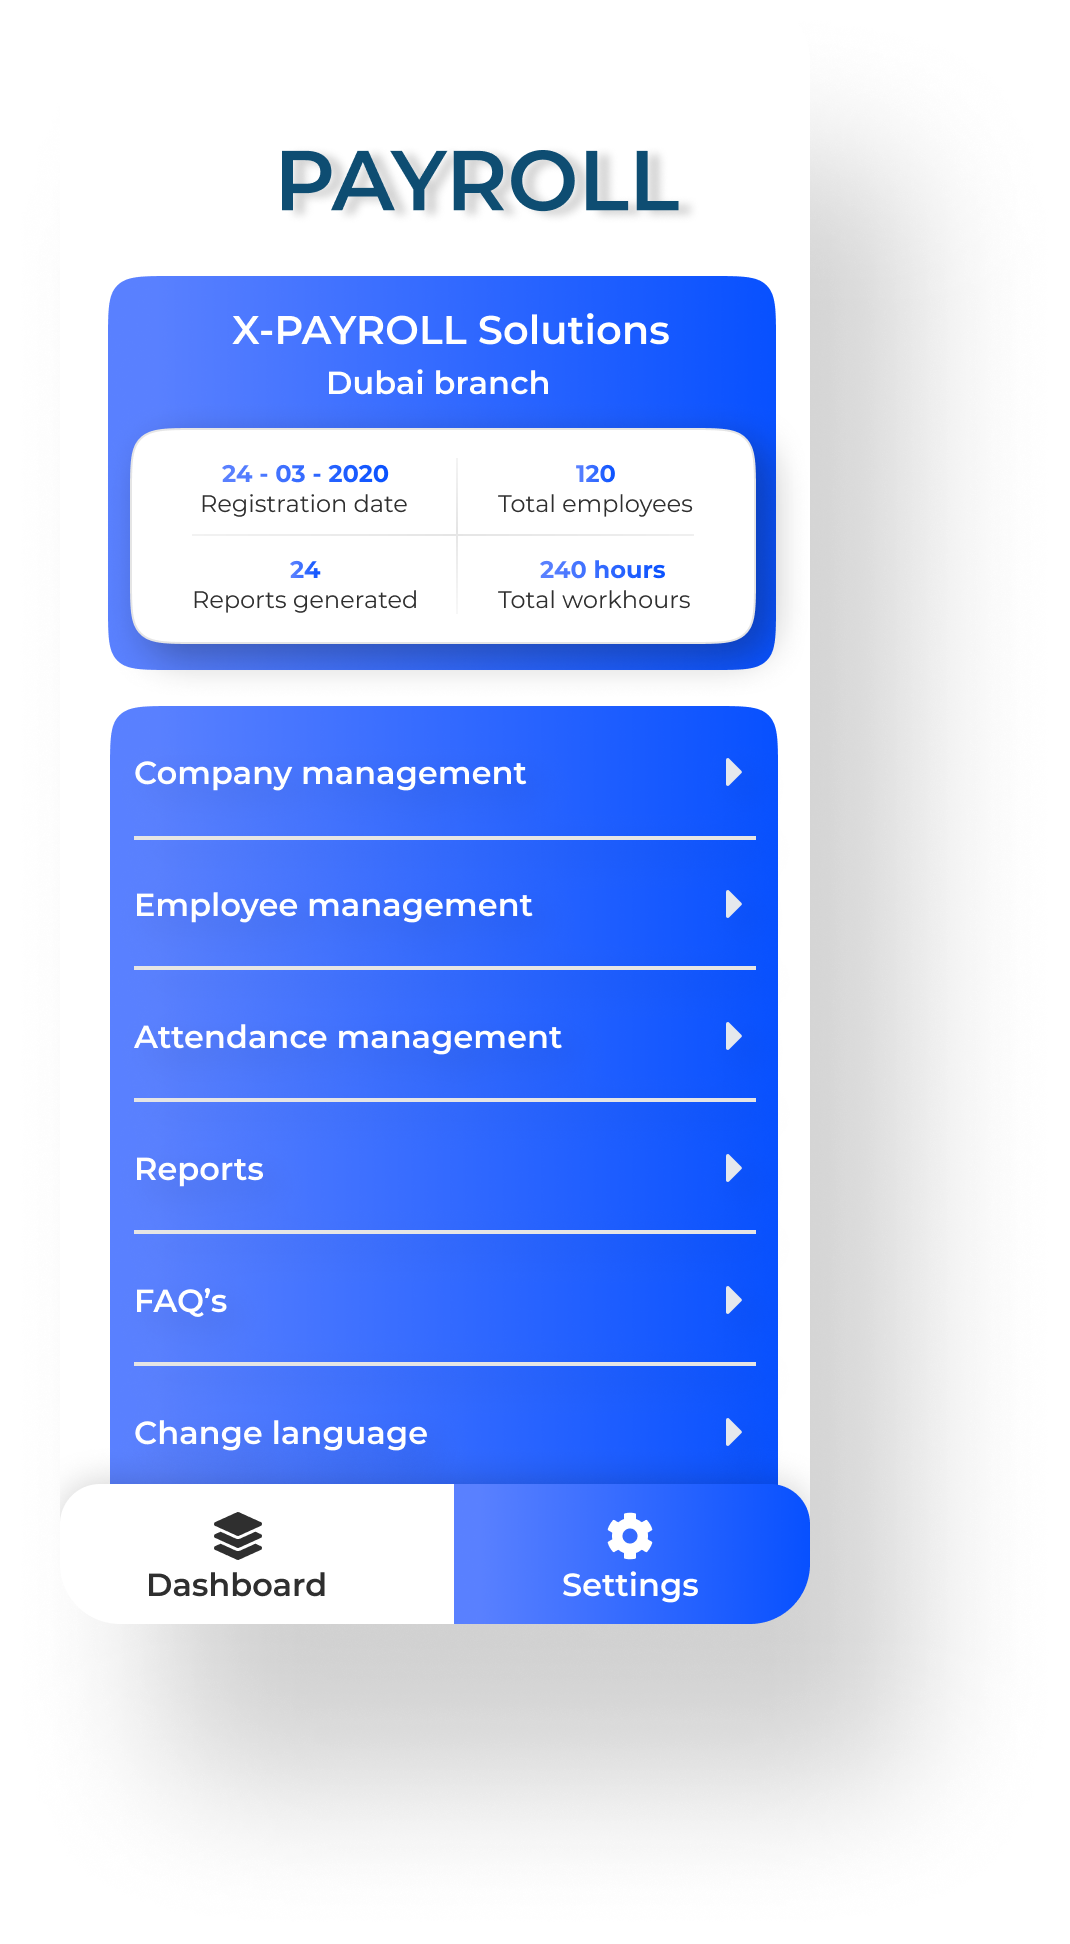 PAYROLL
X-PAYROLL Solutions
Dubai branch
24 - 03 - 2020
Registration date
120
Total employees
24
Reports generated
240 hours
Total workhours
Company management
Employee management
Attendance management
Reports
FAQ’s
Change language
Dashboard
Settings